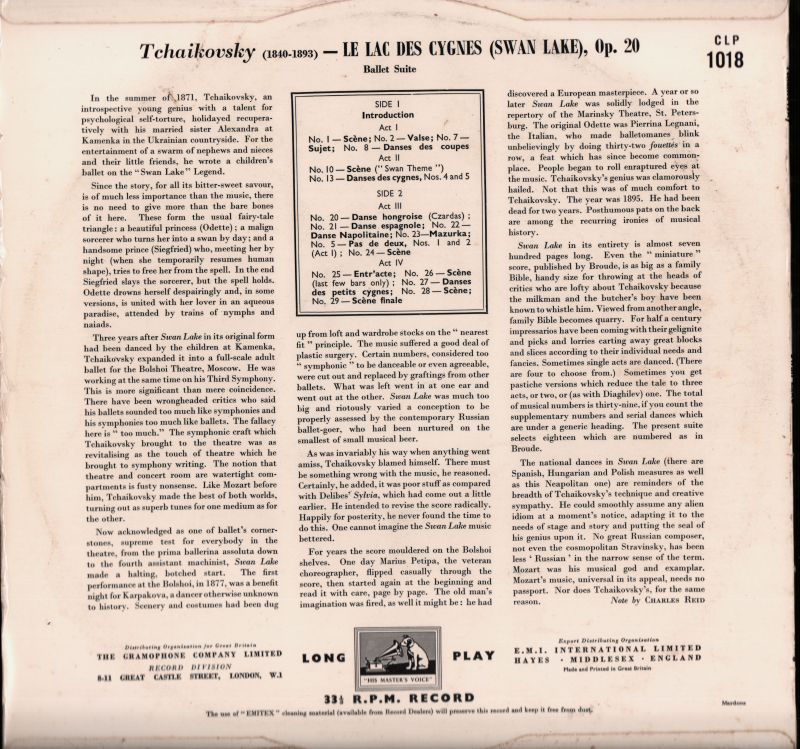 Tchaikovsky (1840-1893) — LE LAC DES CYGNES (SWAN LAKE), Op. 20
Ballet Suite
CLP
1018
In the summer of 1871, Tchaikovsky, an
introspective young genius with a talent for
psychological self-torture, holidayed recupera-
tively with his married sister Alexandra at
Kamenka in the Ukrainian countryside. For the
entertainment of a swarm of nephews and nieces
and their little friends, he wrote a children's
ballet on the "Swan Lake" Legend.
Since the story, for all its bitter-sweet savour,
is of much less importance than the music, there
is no need to give more than the bare bones
of it here. These form the usual fairy-tale
triangle: a beautiful princess (Odette); a malign
sorcerer who turns her into a swan by day; and a
handsome prince (Siegfried) who, meeting her by
night (when she temporarily resumes human
shape), tries to free her from the spell. In the end
Siegfried slays the sorcerer, but the spell holds.
Odette drowns herself despairingly and, in some
versions, is united with her lover in an aqueous
paradise, attended by trains of nymphs and
naiads.
Three years after Swan Lake in its original form
had been danced by the children at Kamenka,
Tchaikovsky expanded it into a full-scale adult
ballet for the Bolshoi Theatre, Moscow. He was
working at the same time on his Third Symphony.
This is more significant than mere coincidence.
There have been wrongheaded critics who said
his ballets sounded too much like symphonies and
his symphonies too much like ballets. The fallacy
here is "too much." The symphonic craft which
Tchaikovsky brought to the theatre was as
revitalising as the touch of theatre which he
brought to symphony writing. The notion that
theatre and concert room are watertight com-
partments is fusty nonsense. Like Mozart before
him, Tchaikovsky made the best of both worlds,
turning out as superb tunes for one medium as for
the other.
Now acknowledged as one of ballet's corner-
stones, supreme test for everybody in the
theatre, from the prima ballerina assoluta down
to the fourth assistant machinist, Swan Lake
made a halting, botched start. The first
performance at the Bolshoi, in 1877, was a benefit
night for Karpakova, a dancer otherwise unknown
to history. Scenery and costumes had been dug
SIDE 1
Introduction
Act I
No. 1 — Scène; No. 2 — Valse; No. 7 —
Sujet; No. 8 — Danses des coupes
Act II
No. 10 — Scène ("Swan Theme")
No. 13 — Danses des cygnes, Nos. 4 and 5
SIDE 2
Act III
No. 20 — Danse hongroise (Czardas);
No. 21 — Danse espagnole; No. 22 —
Danse Napolitaine; No. 23—Mazurka;
No. 5 — Pas de deux, Nos. 1 and 2
(Act I); No. 24 — Scène
Act IV
No. 25 — Entr'acte; No. 26 — Scène
(last few bars only); No. 27 — Danses
des petits cygnes; No. 28 — Scène;
No. 29 — Scène finale
up from loft and wardrobe stocks on the "nearest
fit" principle. The music suffered a good deal of
plastic surgery. Certain numbers, considered too
"symphonic" to be danceable or even agreeable,
were cut out and replaced by graftings from other
ballets. What was left went in at one ear and
went out at the other. Swan Lake was much too
big and riotously varied a conception to be
properly assessed by the contemporary Russian
ballet-goer, who had been nurtured on the
smallest of small musical beer.
As was invariably his way when anything went
amiss, Tchaikovsky blamed himself. There must
be something wrong with the music, he reasoned.
Certainly, he added, it was poor stuff as compared
with Delibes' Sylvia, which had come out a little
earlier. He intended to revise the score radically.
Happily for posterity, he never found the time to
do this. One cannot imagine the Swan Lake music
bettered.
For years the score mouldered on the Bolshoi
shelves. One day Marius Petipa, the veteran
choreographer, flipped casually through the
score, then started again at the beginning and
read it with care, page by page. The old man's
imagination was fired, as well it might be: he had
discovered a European masterpiece. A year or so
later Swan Lake was solidly lodged in the
repertory of the Marinsky Theatre, St. Peters-
burg. The original Odette was Pierrina Legnani,
the Italian, who made balletomanes blink
unbelievingly by doing thirty-two fouettés in a
row, a feat which has since become common-
place. People began to roll enraptured eyes at
the music. Tchaikovsky's genius was clamorously
hailed. Not that this was of much comfort to
Tchaikovsky. The year was 1895. He had been
dead for two years. Posthumous pats on the back
are among the recurring ironies of musical
history.
Swan Lake in its entirety is almost seven
hundred pages long. Even the "miniature"
score, published by Broude, is as big as a family
Bible, handy size for throwing at the heads of
critics who are lofty about Tchaikovsky because
the milkman and the butcher's boy have been
known to whistle him. Viewed from another angle,
family Bible becomes quarry. For half a century
impressarios have been coming with their gelignite
and picks and lorries carting away great blocks
and slices according to their individual needs and
fancies. Sometimes single acts are danced. (There
are four to choose from.) Sometimes you get
pastiche versions which reduce the tale to three
acts, or two, or (as with Diaghilev) one. The total
of musical numbers is thirty-nine, if you count the
supplementary numbers and serial dances which
are under a generic heading. The present suite
selects eighteen which are numbered as in
Broude.
The national dances in Swan Lake (there are
Spanish, Hungarian and Polish measures as well
as this Neapolitan one) are reminders of the
breadth of Tchaikovsky's technique and creative
sympathy. He could smoothly assume any alien
idiom at a moment's notice, adapting it to the
needs of stage and story and putting the seal of
his genius upon it. No great Russian composer,
not even the cosmopolitan Stravinsky, has been
less 'Russian' in the narrow sense of the term.
Mozart was his musical god and examplar.
Mozart's music, universal in its appeal, needs no
passport. Nor does Tchaikovsky's, for the same
reason. Note by CHARLES REID
Distributing Organisation for Great Britain
THE GRAMOPHONE COMPANY LIMITED
RECORD DIVISION
8-11 GREAT CASTLE STREET, LONDON, W.1
LONG PLAY
"HIS MASTER'S VOICE"
33⅓ R.P.M. RECORD
Export Distributing Organisation
E.M.I. INTERNATIONAL LIMITED
HAYES · MIDDLESEX · ENGLAND
Made and Printed in Great Britain
The use of "EMITEX" cleaning material (available from Record Dealers) will preserve this record and keep it free from dust.